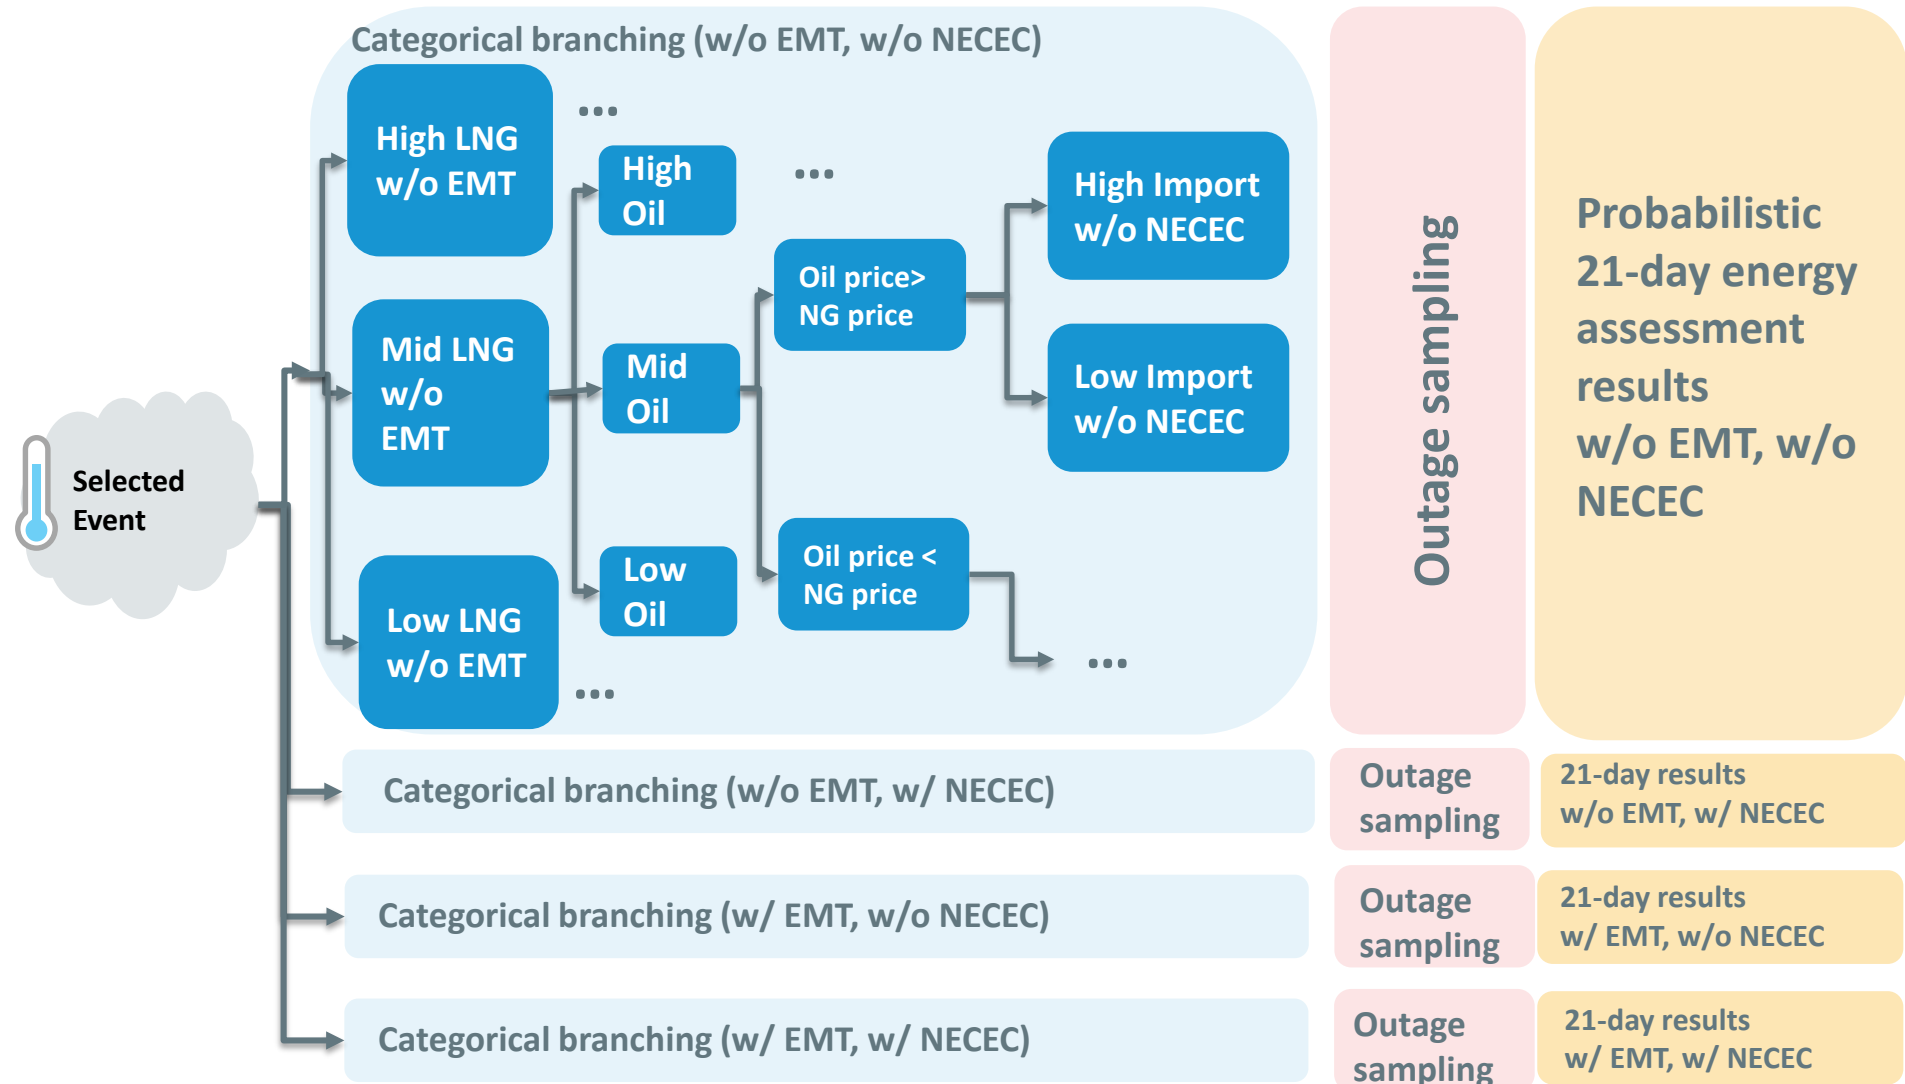 Categorical branching (w/o EMT, w/o NECEC)
Selected
Event
High LNG
w/o EMT
Mid LNG
w/o
EMT
Low LNG
w/o EMT
...
...
High
Oil
Mid
Oil
Low
Oil
...
Oil price>
NG price
Oil price <
NG price
High Import
w/o NECEC
Low Import
w/o NECEC
...
Outage sampling
Probabilistic
21-day energy
assessment
results
w/o EMT, w/o
NECEC
Categorical branching (w/o EMT, w/ NECEC)
Outage
sampling
21-day results
w/o EMT, w/ NECEC
Categorical branching (w/ EMT, w/o NECEC)
Outage
sampling
21-day results
w/ EMT, w/o NECEC
Categorical branching (w/ EMT, w/ NECEC)
Outage
sampling
21-day results
w/ EMT, w/ NECEC